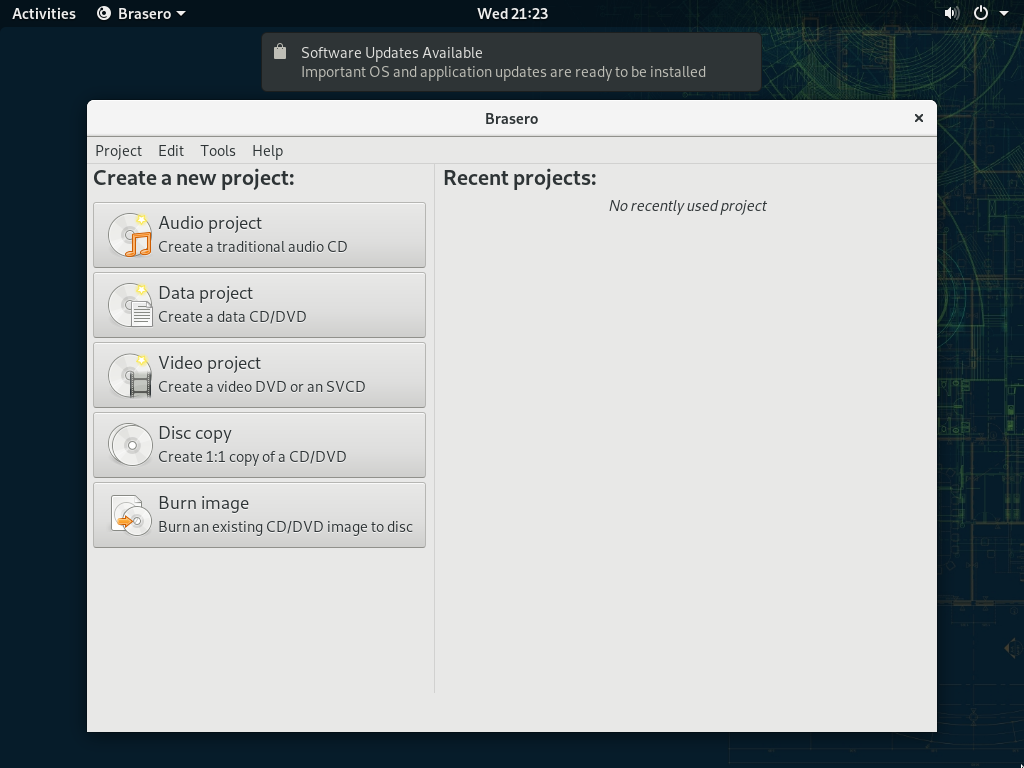 Activities Brasero Wed 21:23
Software Updates Available
Important OS and application updates are ready to be installed
Brasero
Project Edit Tools Help
Create a new project:
Audio project
Create a traditional audio CD
Data project
Create a data CD/DVD
Video project
Create a video DVD or an SVCD
Disc copy
Create 1:1 copy of a CD/DVD
Burn image
Burn an existing CD/DVD image to disc
Recent projects:
No recently used project